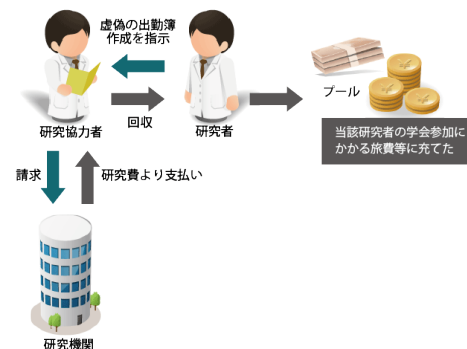 虚偽の出勤簿
作成を指示
研究協力者
回収
研究者
プール
当該研究者の学会参加に
かかる旅費等に充てた
請求
研究費より支払い
研究機関